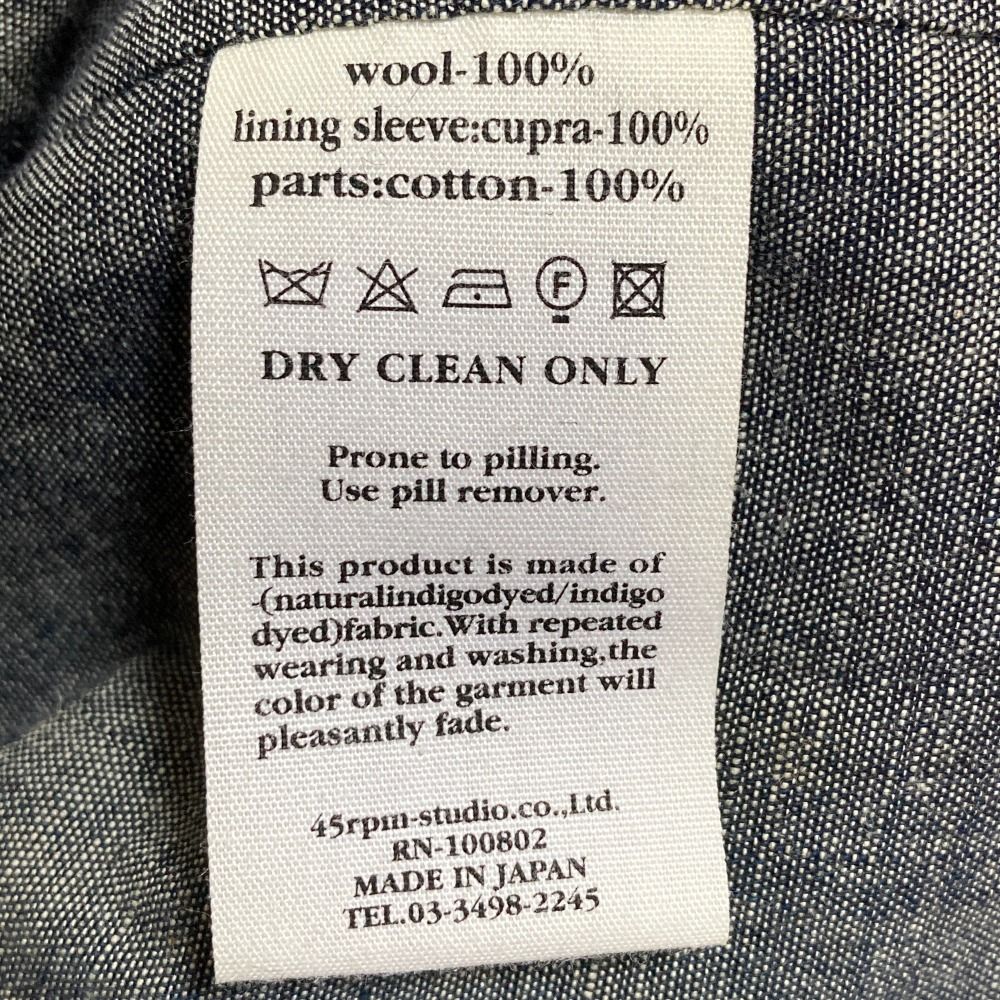 wool-100%
lining sleeve:cupra-100%
parts:cotton-100%
F
DRY CLEAN ONLY
Prone to pilling.
Use pill remover.
This product is made of
-(naturalindigodyed/indigo
dyed)fabric.With repeated
wearing and washing,the
color of the garment will
pleasantly fade.
45rpm-studio.co.,Ltd.
RN-100802
MADE IN JAPAN
TEL.03-3498-2245